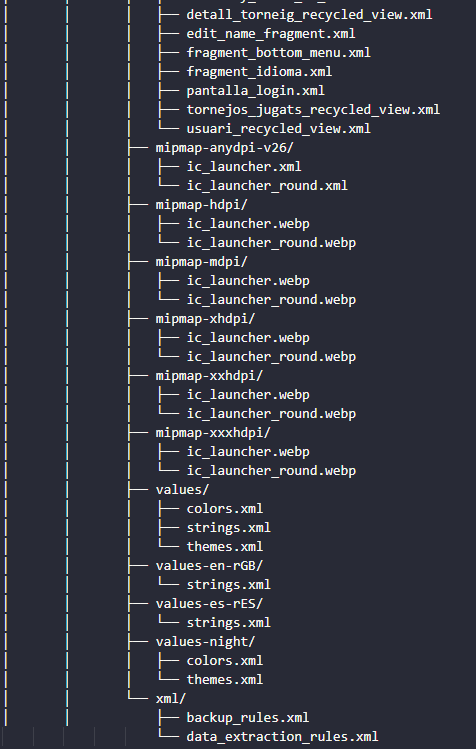 detall_torneig_recycled_view.xml
edit_name_fragment.xml
fragment_bottom_menu.xml
fragment_idioma.xml
pantalla_login.xml
tornejos_jugats_recycled_view.xml
usuari_recycled_view.xml
mipmap-anydpi-v26/
ic_launcher.xml
ic_launcher_round.xml
mipmap-hdpi/
ic_launcher.webp
ic_launcher_round.webp
mipmap-mdpi/
ic_launcher.webp
ic_launcher_round.webp
mipmap-xhdpi/
ic_launcher.webp
ic_launcher_round.webp
mipmap-xxhdpi/
ic_launcher.webp
ic_launcher_round.webp
mipmap-xxxhdpi/
ic_launcher.webp
ic_launcher_round.webp
values/
colors.xml
strings.xml
themes.xml
values-en-rGB/
strings.xml
values-es-rES/
strings.xml
values-night/
colors.xml
themes.xml
xml/
backup_rules.xml
data_extraction_rules.xml